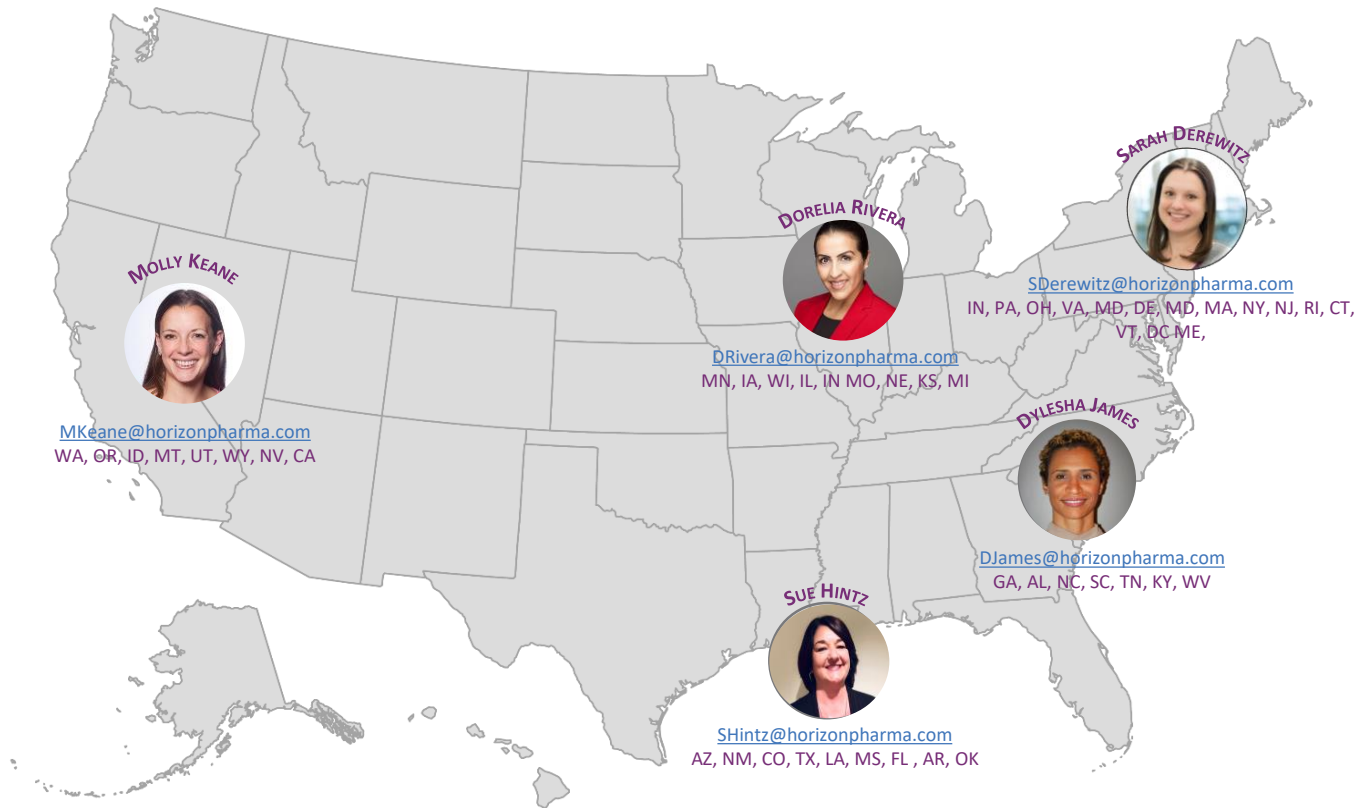 SARAH DEREWITZ
SDerewitz@horizonpharma.com
IN, PA, OH, VA, MD, DE, MD, MA, NY, NJ, RI, CT,
VT, DC ME,
DORELIA RIVERA
DRivera@horizonpharma.com
MN, IA, WI, IL, IN MO, NE, KS, MI
MOLLY KEANE
MKeane@horizonpharma.com
WA, OR, ID, MT, UT, WY, NV, CA
DYLESHA JAMES
DJames@horizonpharma.com
GA, AL, NC, SC, TN, KY, WV
SUE HINTZ
SHintz@horizonpharma.com
AZ, NM, CO, TX, LA, MS, FL , AR, OK